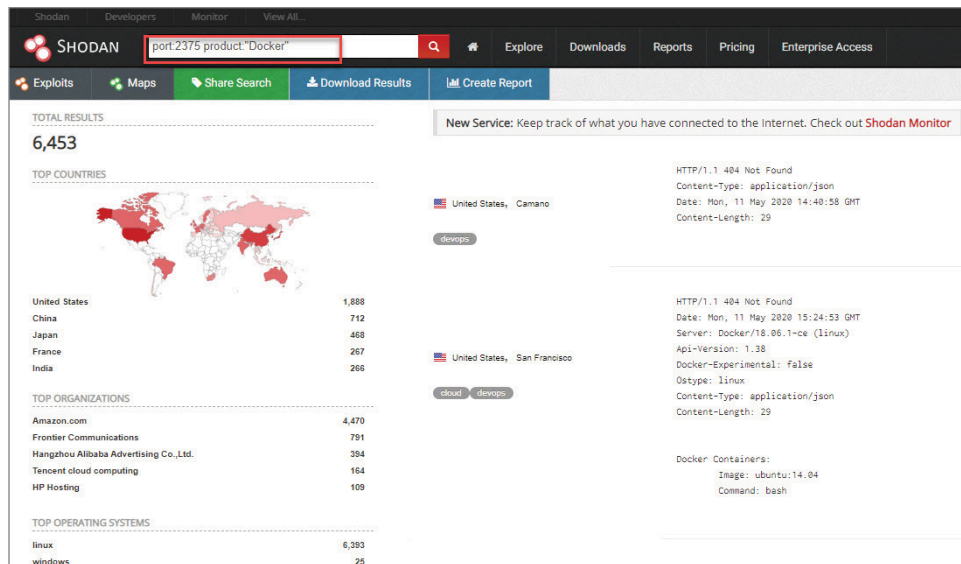 Shodan Developers Monitor View All...
SHODAN port:2375 product:"Docker" Explore Downloads Reports Pricing Enterprise Access
Exploits Maps Share Search Download Results Create Report
TOTAL RESULTS
6,453
TOP COUNTRIES
United States 1,888
China 712
Japan 468
France 267
India 266
TOP ORGANIZATIONS
Amazon.com 4,470
Frontier Communications 791
Hangzhou Alibaba Advertising Co.,Ltd. 394
Tencent cloud computing 164
HP Hosting 109
TOP OPERATING SYSTEMS
linux 6,393
windows 25
New Service: Keep track of what you have connected to the Internet. Check out Shodan Monitor
United States, Camano
devops
HTTP/1.1 404 Not Found
Content-Type: application/json
Date: Mon, 11 May 2020 14:40:58 GMT
Content-Length: 29
United States, San Francisco
cloud devops
HTTP/1.1 404 Not Found
Date: Mon, 11 May 2020 15:24:53 GMT
Server: Docker/18.06.1-ce (linux)
Api-Version: 1.38
Docker-Experimental: false
Ostype: linux
Content-Type: application/json
Content-Length: 29
Docker Containers:
Image: ubuntu:14.04
Command: bash